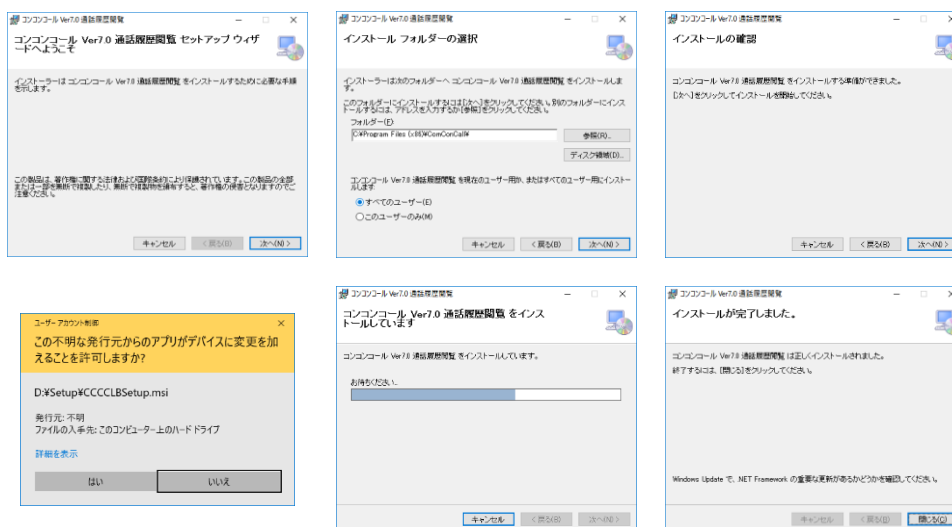 コンコンコール Ver7.0 通話履歴閲覧
コンコンコール Ver7.0 通話履歴閲覧 セットアップ ウィザ
ードへようこそ
インストーラーは コンコンコール Ver7.0 通話履歴閲覧 をインストールするために必要な手順
を示します。
この製品は、著作権に関する法律および国際条約により保護されています。この製品の全部
または一部を無断で複製したり、無断で複製物を頒布すると、著作権の侵害となりますのでご
注意ください。
キャンセル
< 戻る(B)
次へ(N) >
コンコンコール Ver7.0 通話履歴閲覧
インストール フォルダーの選択
インストーラーは次のフォルダーへ コンコンコール Ver7.0 通話履歴閲覧 をインストールしま
す。
このフォルダーにインストールするには[次へ]をクリックしてください。別のフォルダーにインス
トールするには、アドレスを入力するか[参照]をクリックしてください。
フォルダー(F):
C:¥Program Files (x86)¥ComConCall¥
参照(R)...
ディスク領域(D)...
コンコンコール Ver7.0 通話履歴閲覧 を現在のユーザー用か、またはすべてのユーザー用にインストー
ルします
すべてのユーザー(E)
このユーザーのみ(M)
キャンセル
< 戻る(B)
次へ(N) >
コンコンコール Ver7.0 通話履歴閲覧
インストールの確認
コンコンコール Ver7.0 通話履歴閲覧 をインストールする準備ができました。
[次へ]をクリックしてインストールを開始してください。
キャンセル
< 戻る(B)
次へ(N) >
ユーザー アカウント制御
この不明な発行元からのアプリがデバイスに変更を加
えることを許可しますか?
D:¥Setup¥CCCCLBSetup.msi
発行元: 不明
ファイルの入手先: このコンピューター上のハード ドライブ
詳細を表示
はい
いいえ
コンコンコール Ver7.0 通話履歴閲覧
コンコンコール Ver7.0 通話履歴閲覧 をインス
トールしています
コンコンコール Ver7.0 通話履歴閲覧 をインストールしています。
お待ちください...
キャンセル
< 戻る(B)
次へ(N) >
コンコンコール Ver7.0 通話履歴閲覧
インストールが完了しました。
コンコンコール Ver7.0 通話履歴閲覧 は正しくインストールされました。
終了するには、[閉じる]をクリックしてください。
Windows Update で、.NET Framework の重要な更新があるかどうかを確認してください。
キャンセル
< 戻る(B)
閉じる(C)